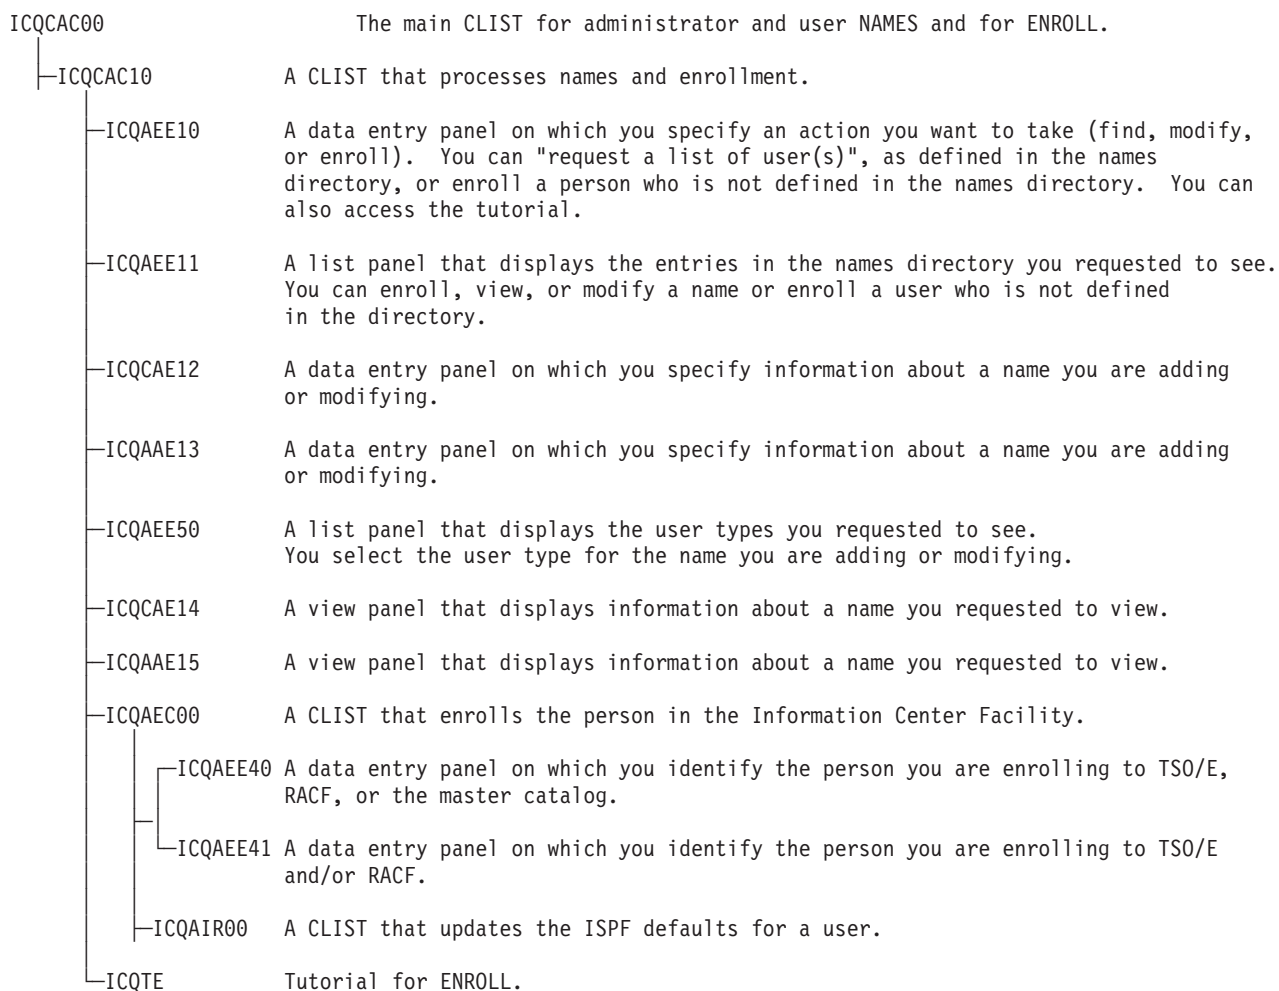 ICQCAC00 The main CLIST for administrator and user NAMES and for ENROLL.
ICQCAC10 A CLIST that processes names and enrollment.
ICQAEE10 A data entry panel on which you specify an action you want to take (find, modify,
or enroll). You can "request a list of user(s)", as defined in the names
directory, or enroll a person who is not defined in the names directory. You can
also access the tutorial.
ICQAEE11 A list panel that displays the entries in the names directory you requested to see.
You can enroll, view, or modify a name or enroll a user who is not defined
in the directory.
ICQCAE12 A data entry panel on which you specify information about a name you are adding
or modifying.
ICQAAE13 A data entry panel on which you specify information about a name you are adding
or modifying.
ICQAEE50 A list panel that displays the user types you requested to see.
You select the user type for the name you are adding or modifying.
ICQCAE14 A view panel that displays information about a name you requested to view.
ICQAAE15 A view panel that displays information about a name you requested to view.
ICQAEC00 A CLIST that enrolls the person in the Information Center Facility.
ICQAEE40 A data entry panel on which you identify the person you are enrolling to TSO/E,
RACF, or the master catalog.
ICQAEE41 A data entry panel on which you identify the person you are enrolling to TSO/E
and/or RACF.
ICQAIR00 A CLIST that updates the ISPF defaults for a user.
ICQTE Tutorial for ENROLL.